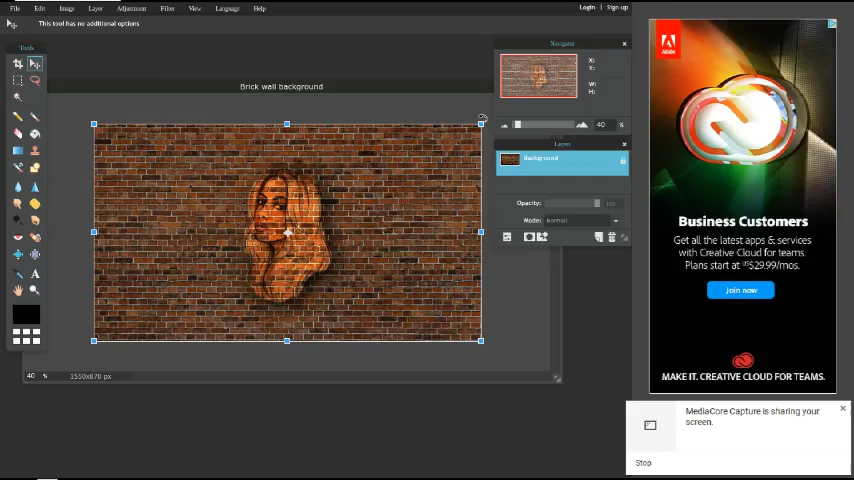 File Edit Image Layer Adjustment Filter View Language Help
Login Sign up
This tool has no additional options
Tools
Navigator
X:
Y:
W:
H:
40 %
Brick wall background
Layers
Background
Opacity: 100
Mode: Normal
A
40 % 1550x870 px
Adobe
Business Customers
Get all the latest apps & services
with Creative Cloud for teams.
Plans start at US$29.99/mo.
Join now
MAKE IT. CREATIVE CLOUD FOR TEAMS.
MediaCore Capture is sharing your
screen.
Stop